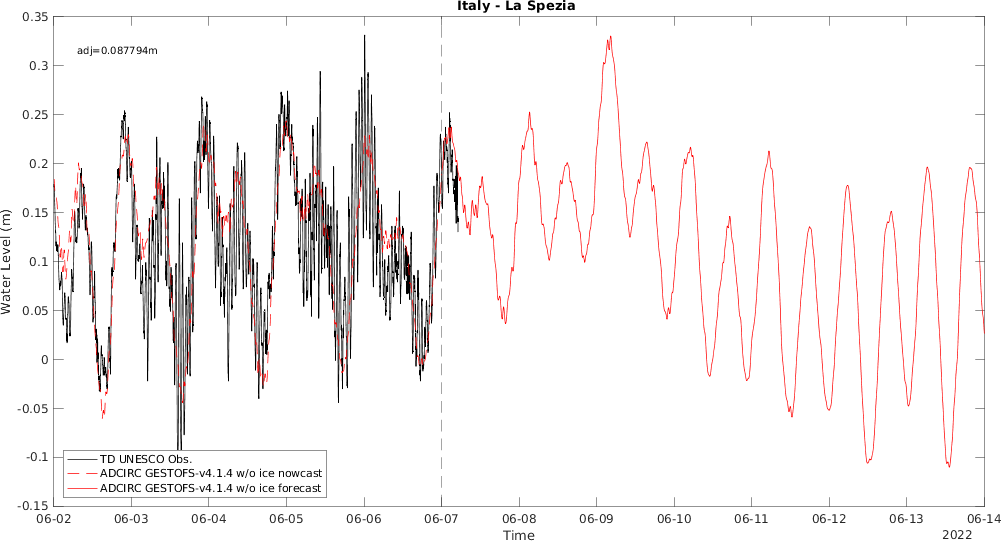 Italy - La Spezia
0.35
adj=0.087794m
0.3
0.25
0.2
0.15
0.1
0.05
0
-0.05
-0.1
-0.15
Water Level (m)
TD UNESCO Obs.
ADCIRC GESTOFS-v4.1.4 w/o ice nowcast
ADCIRC GESTOFS-v4.1.4 w/o ice forecast
06-02 06-03 06-04 06-05 06-06 06-07 06-08 06-09 06-10 06-11 06-12 06-13 06-14
Time
2022